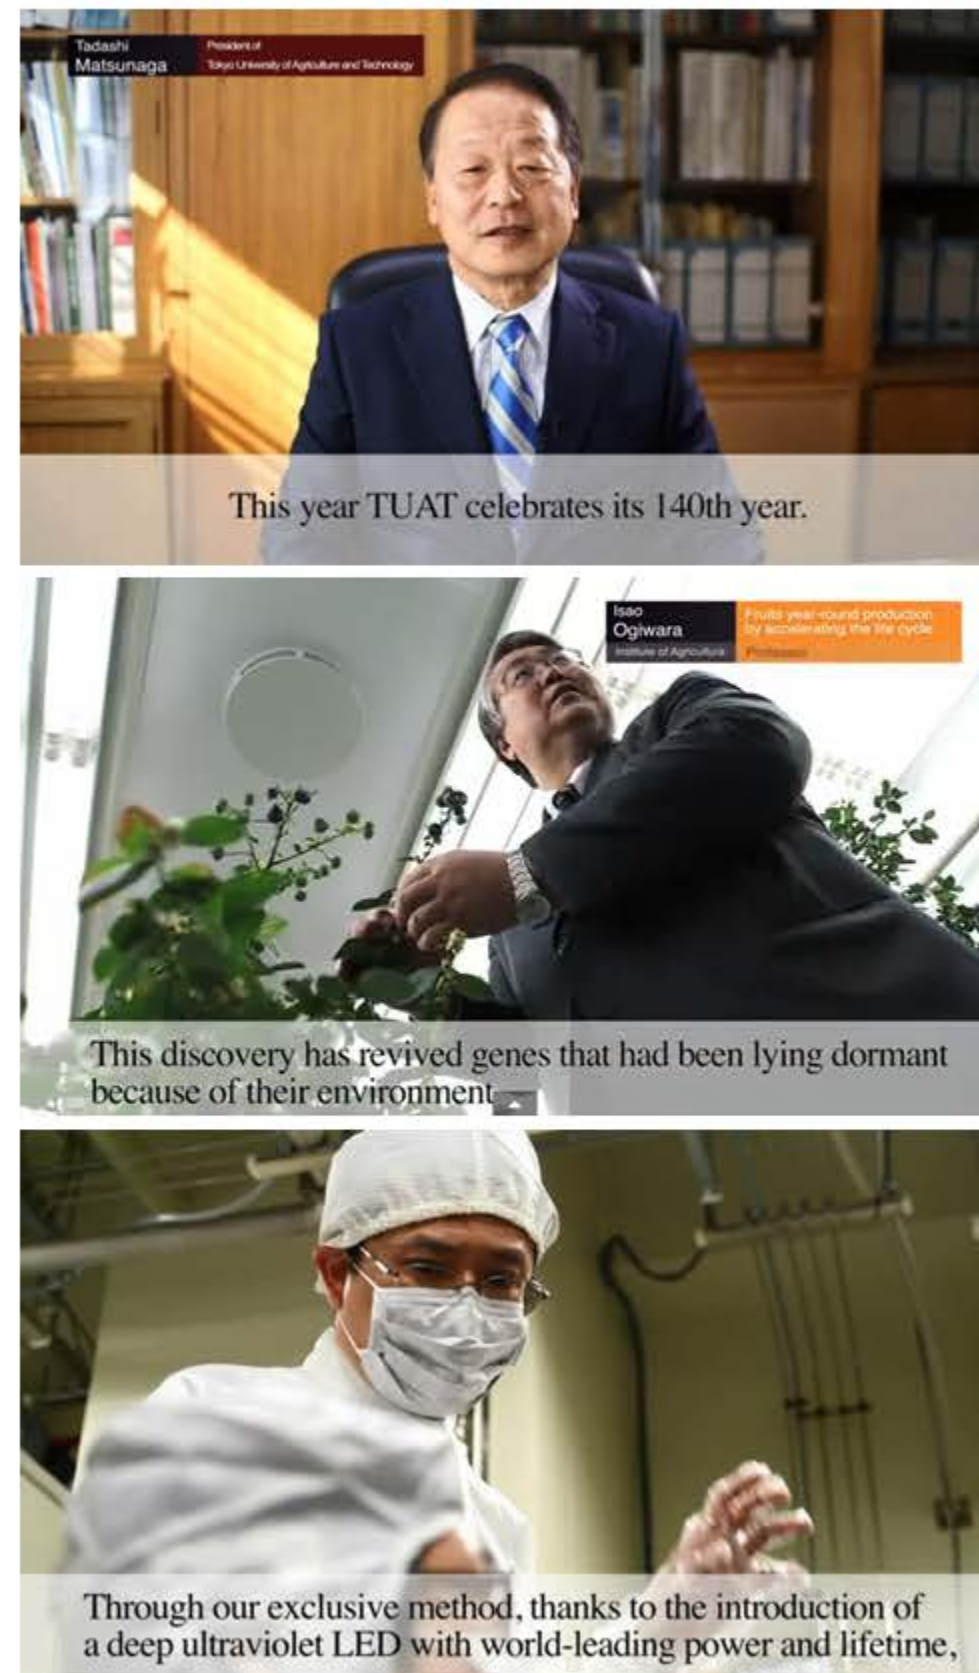 Tadashi
Matsunaga
President of
Tokyo University of Agriculture and Technology
This year TUAT celebrates its 140th year.
Isao
Ogiwara
Institute of Agriculture
Fruits year-round production
by accelerating the life cycle
Professor
This discovery has revived genes that had been lying dormant
because of their environment
Through our exclusive method, thanks to the introduction of
a deep ultraviolet LED with world-leading power and lifetime,